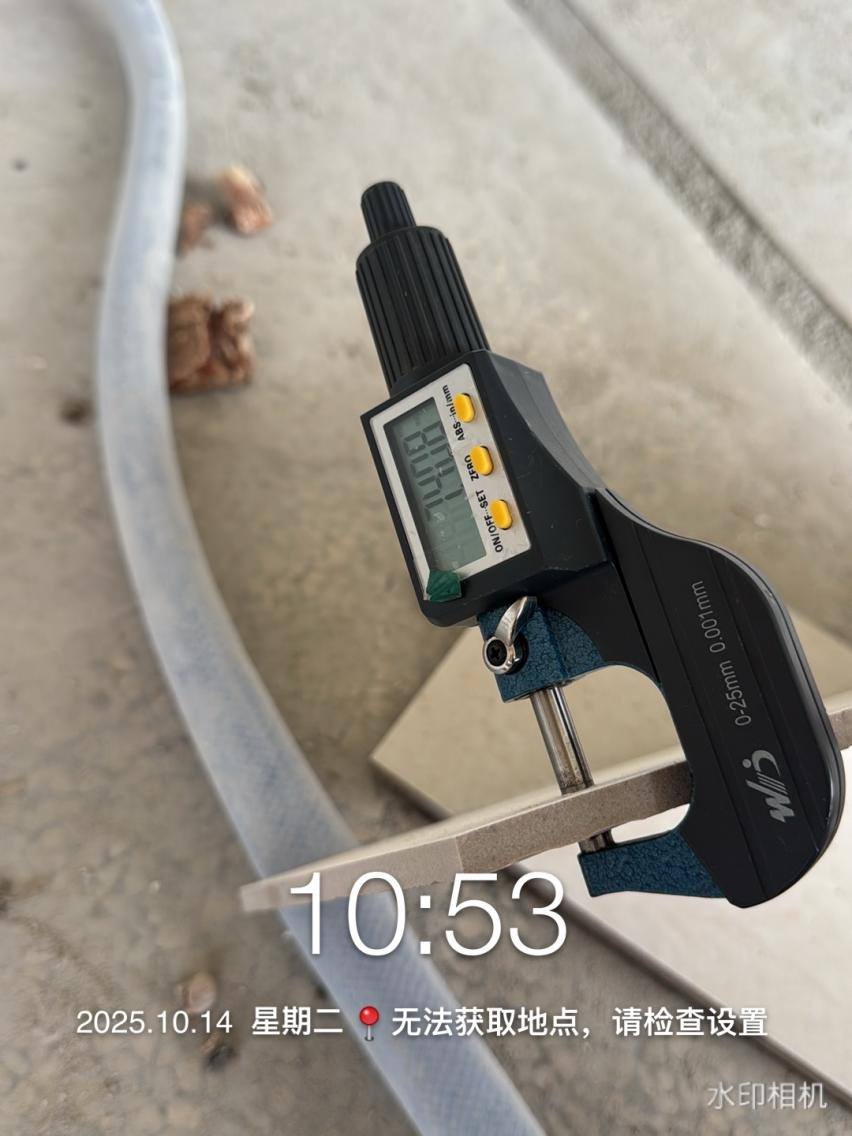 ABS·in/mm
ZERO
ON/OFF·SET
0-25mm 0.001mm
10:53
2025.10.14 星期二 📍 无法获取地点，请检查设置
水印相机